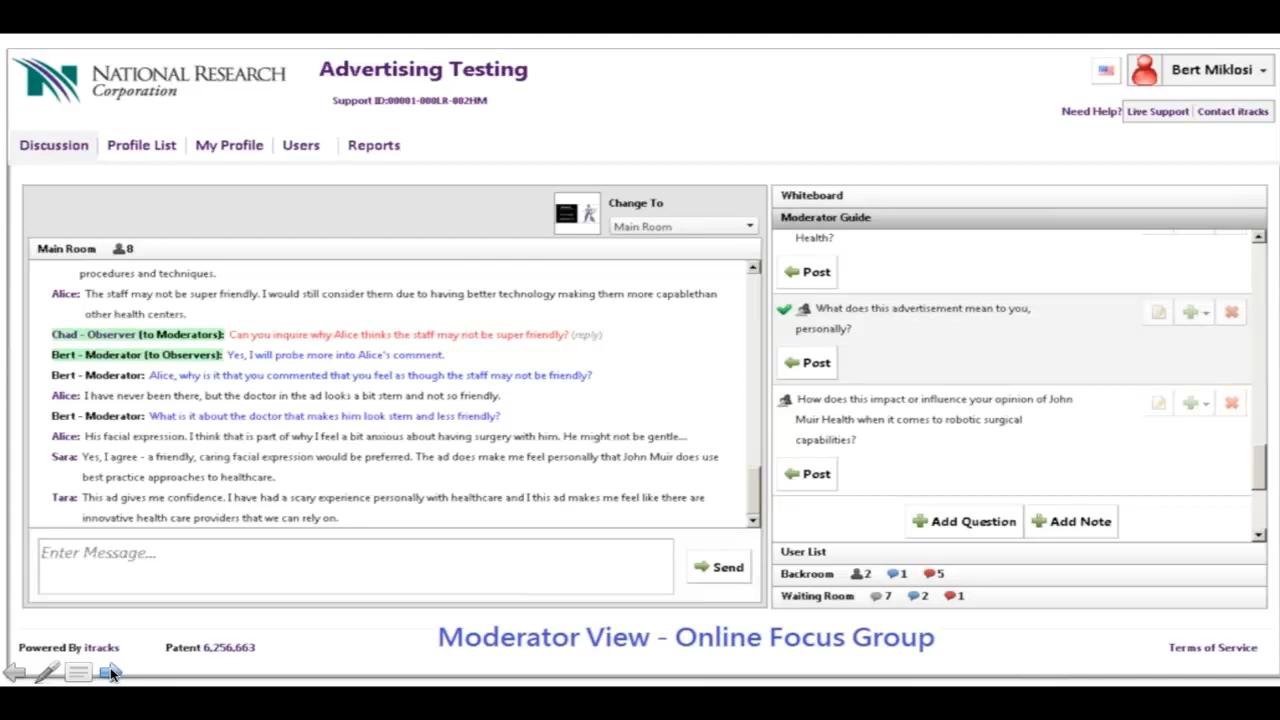 NATIONAL RESEARCH
Corporation
Advertising Testing
Support ID:00001-000LR-002HM
Bert Miklosi
Need Help? Live Support Contact itracks
Discussion Profile List My Profile Users Reports
Change To
Main Room
Main Room 8
procedures and techniques.
Alice: The staff may not be super friendly. I would still consider them due to having better technology making them more capablethan
other health centers.
Chad - Observer (to Moderators): Can you inquire why Alice thinks the staff may not be super friendly? (reply)
Bert - Moderator (to Observers): Yes, I will probe more into Alice's comment.
Bert - Moderator: Alice, why is it that you commented that you feel as though the staff may not be friendly?
Alice: I have never been there, but the doctor in the ad looks a bit stern and not so friendly.
Bert - Moderator: What is it about the doctor that makes him look stern and less friendly?
Alice: His facial expression. I think that is part of why I feel a bit anxious about having surgery with him. He might not be gentle...
Sara: Yes, I agree - a friendly, caring facial expression would be preferred. The ad does make me feel personally that John Muir does use
best practice approaches to healthcare.
Tara: This ad gives me confidence. I have had a scary experience personally with healthcare and I this ad makes me feel like there are
innovative health care providers that we can rely on.
Enter Message...
Send
Whiteboard
Moderator Guide
Health?
Post
What does this advertisement mean to you,
personally?
Post
How does this impact or influence your opinion of John
Muir Health when it comes to robotic surgical
capabilities?
Post
Add Question Add Note
User List
Backroom 2 1 5
Waiting Room 7 2 1
Moderator View - Online Focus Group
Powered By itracks Patent 6,256,663
Terms of Service